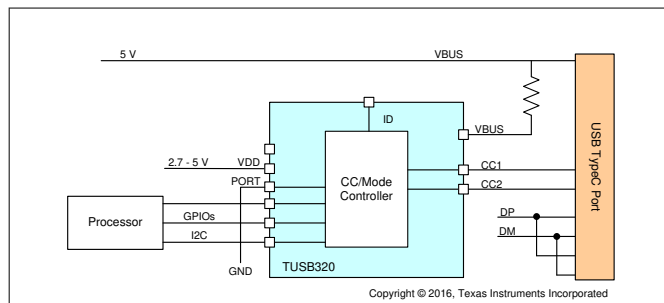 5 V
VBUS
ID
VBUS
2.7 - 5 V
VDD
PORT
CC/Mode
Controller
CC1
CC2
USB TypeC Port
Processor
GPIOs
I2C
DP
DM
GND
TUSB320
Copyright © 2016, Texas Instruments Incorporated